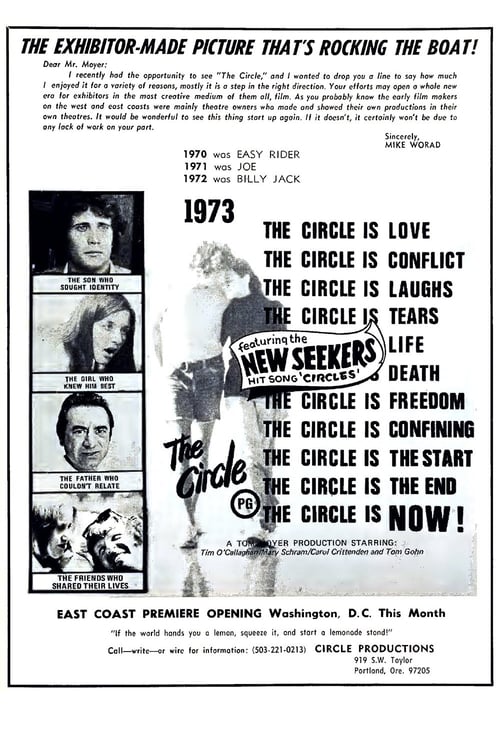 THE EXHIBITOR-MADE PICTURE THAT'S ROCKING THE BOAT!
Dear Mr. Moyer:
I recently had the opportunity to see "The Circle," and I wanted to drop you a line to say how much
I enjoyed it for a variety of reasons, mostly it is a step in the right direction. Your efforts may open a whole new
era for exhibitors in the most creative medium of them all, film. As you probably know the early film makers
on the west and east coasts were mainly theatre owners who made and showed their own productions in their
own theatres. It would be wonderful to see this thing start up again. If it doesn't, it certainly won't be due to
any lack of work on your part.
Sincerely,
MIKE WORAD
1970 was EASY RIDER
1971 was JOE
1972 was BILLY JACK
1973
THE CIRCLE IS LOVE
THE CIRCLE IS CONFLICT
THE CIRCLE IS LAUGHS
THE CIRCLE IS TEARS
LIFE
DEATH
THE CIRCLE IS FREEDOM
THE CIRCLE IS CONFINING
THE CIRCLE IS THE START
THE CIRCLE IS THE END
THE CIRCLE IS NOW!
featuring the
NEW SEEKERS
HIT SONG 'CIRCLES'
THE SON WHO
SOUGHT IDENTITY
THE GIRL WHO
KNEW HIM BEST
THE FATHER WHO
COULDN'T RELATE
THE FRIENDS WHO
SHARED THEIR LIVES
The
Circle
PG
A TOM MOYER PRODUCTION STARRING:
Tim O'Callaghan/Mary Schram/Carol Crittenden and Tom Gohn
EAST COAST PREMIERE OPENING Washington, D.C. This Month
"If the world hands you a lemon, squeeze it, and start a lemonade stand!"
Call—write—or wire for information: (503-221-0213) CIRCLE PRODUCTIONS
919 S.W. Taylor
Portland, Ore. 97205